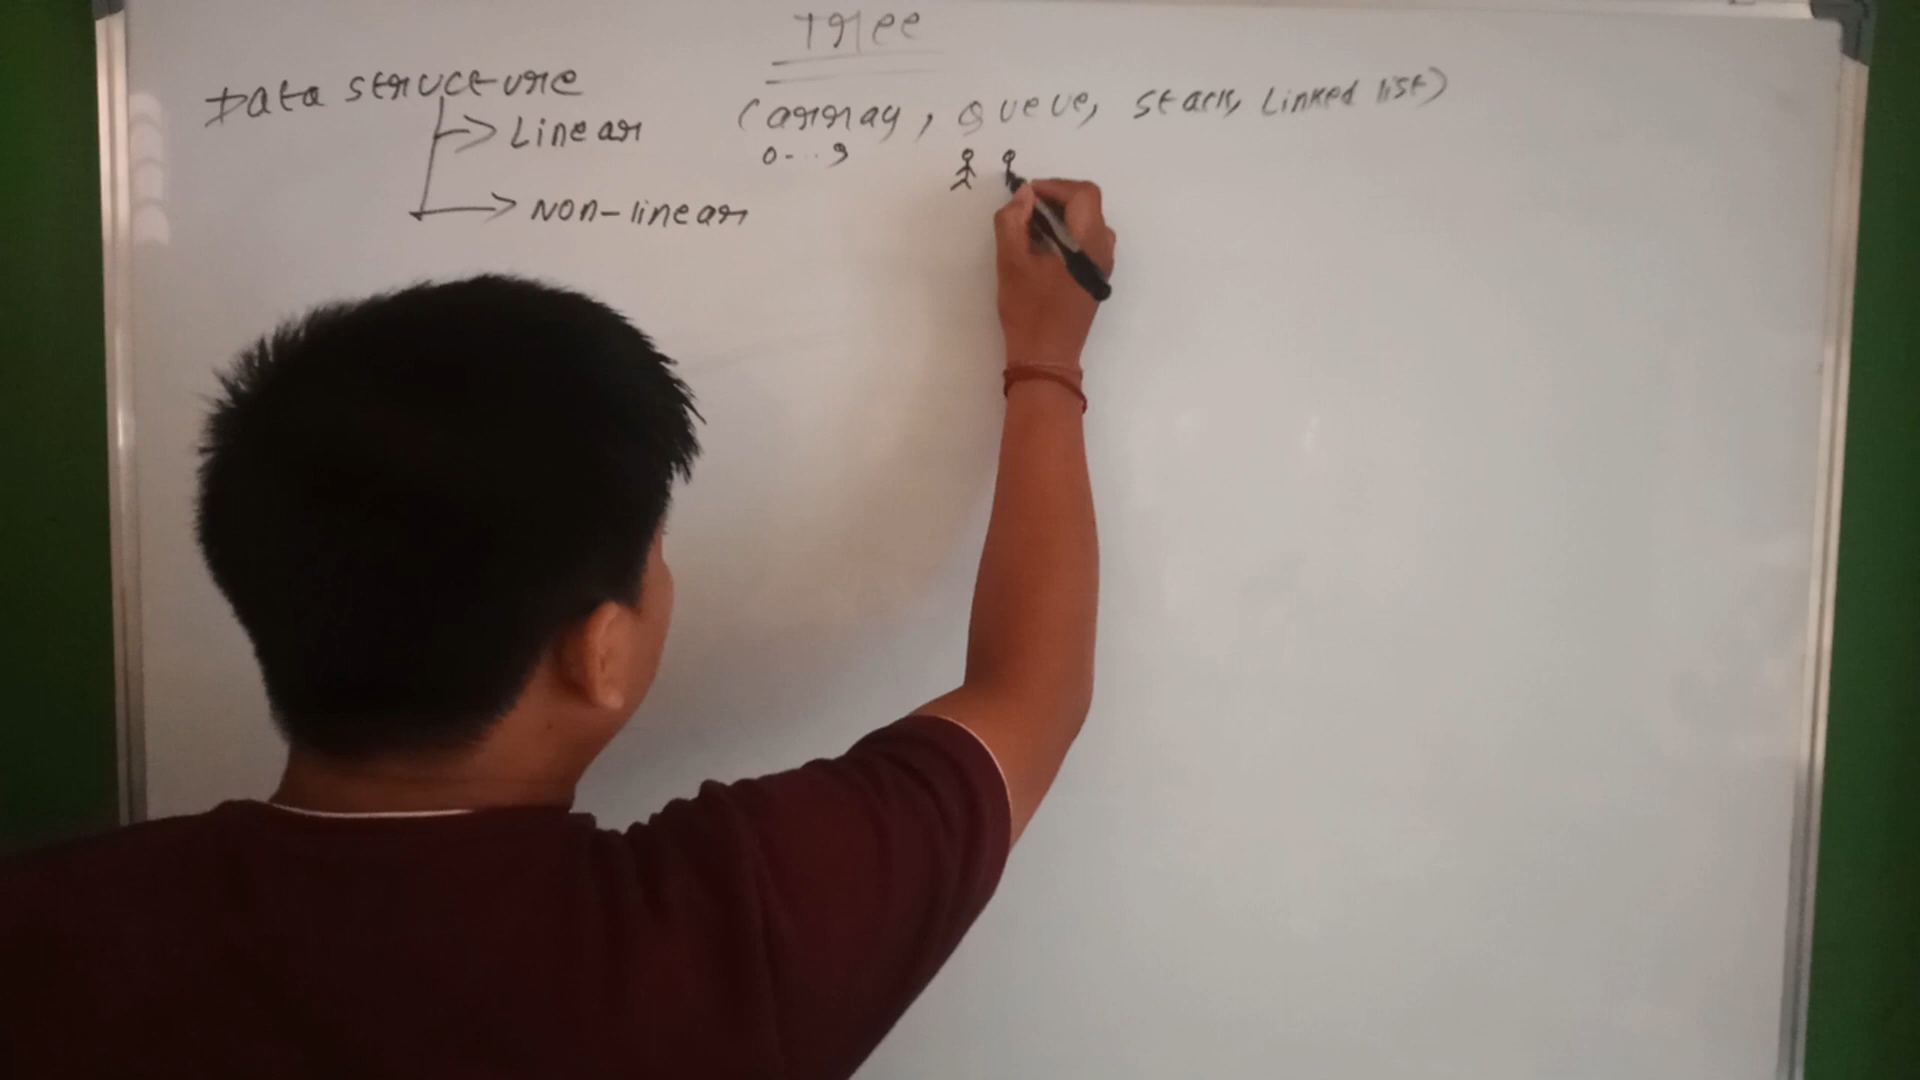 Tree
Data structure
(array, Queue, stack, Linked list)
Linear
0-..9
Non-linear